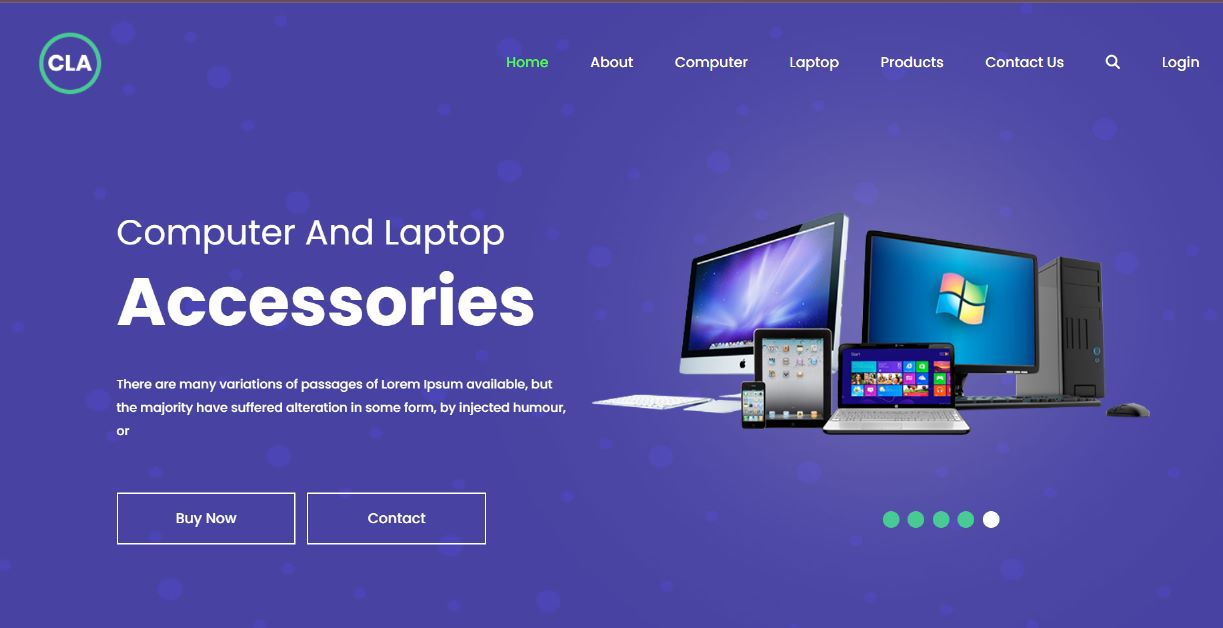 CLA
Home About Computer Laptop Products Contact Us Login
Computer And Laptop
Accessories
There are many variations of passages of Lorem Ipsum available, but
the majority have suffered alteration in some form, by injected humour,
or
Start
Buy Now Contact